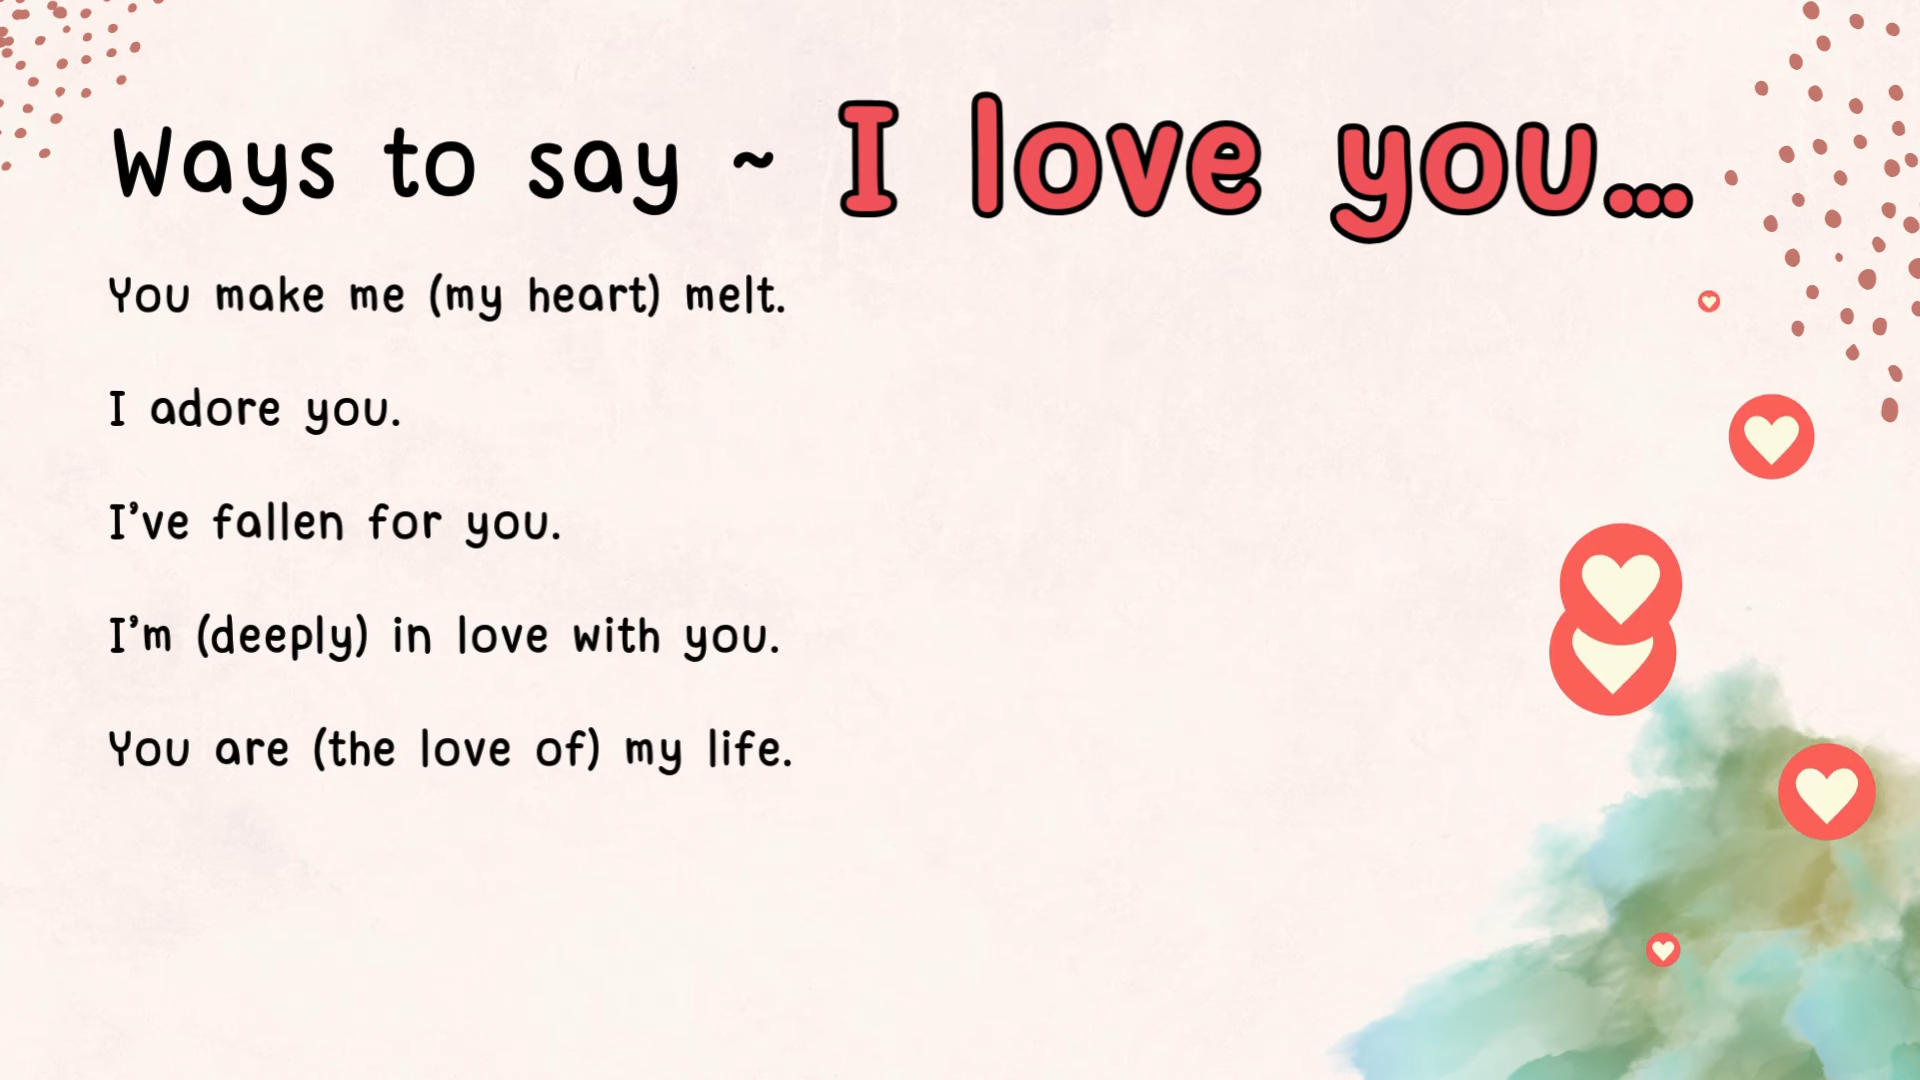 Ways to say ~ I love you...
You make me (my heart) melt.
I adore you.
I've fallen for you.
I'm (deeply) in love with you.
You are (the love of) my life.